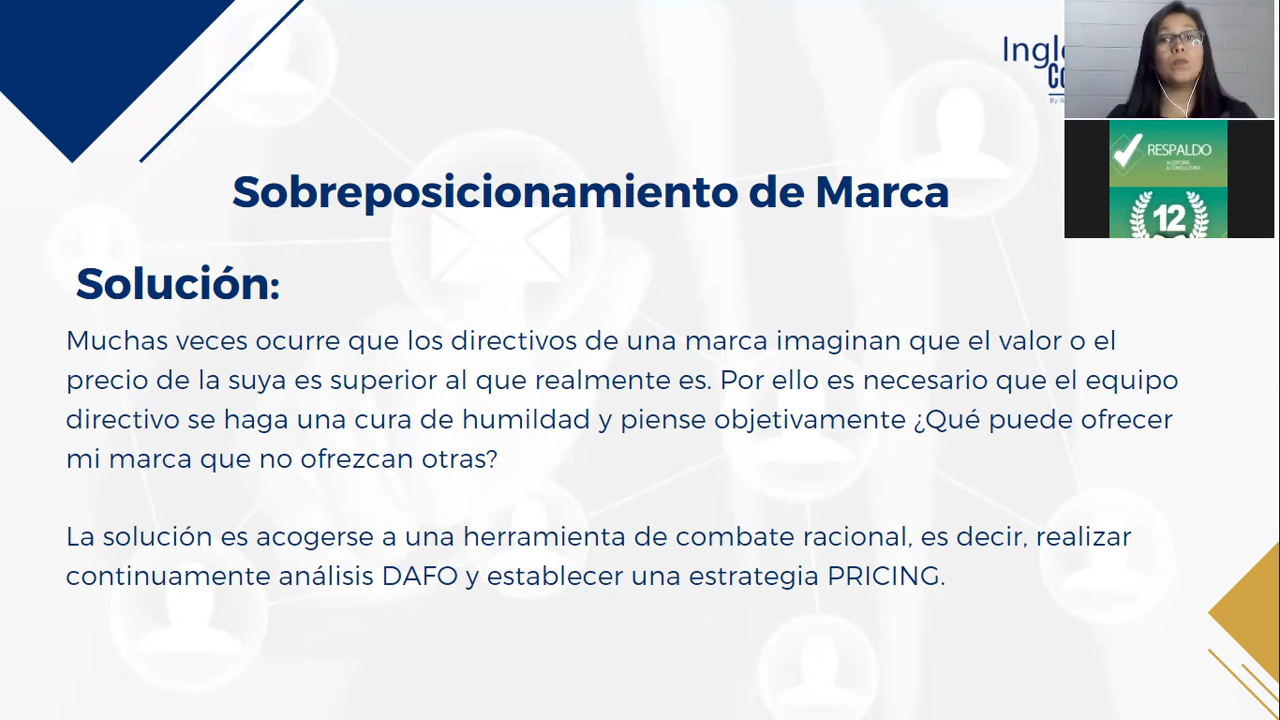 Sobreposicionamiento de Marca
Solución:
Muchas veces ocurre que los directivos de una marca imaginan que el valor o el
precio de la suya es superior al que realmente es. Por ello es necesario que el equipo
directivo se haga una cura de humildad y piense objetivamente ¿Qué puede ofrecer
mi marca que no ofrezcan otras?
La solución es acogerse a una herramienta de combate racional, es decir, realizar
continuamente análisis DAFO y establecer una estrategia PRICING.
RESPALDO
AUDITORÍA
& CONSULTORÍA
12